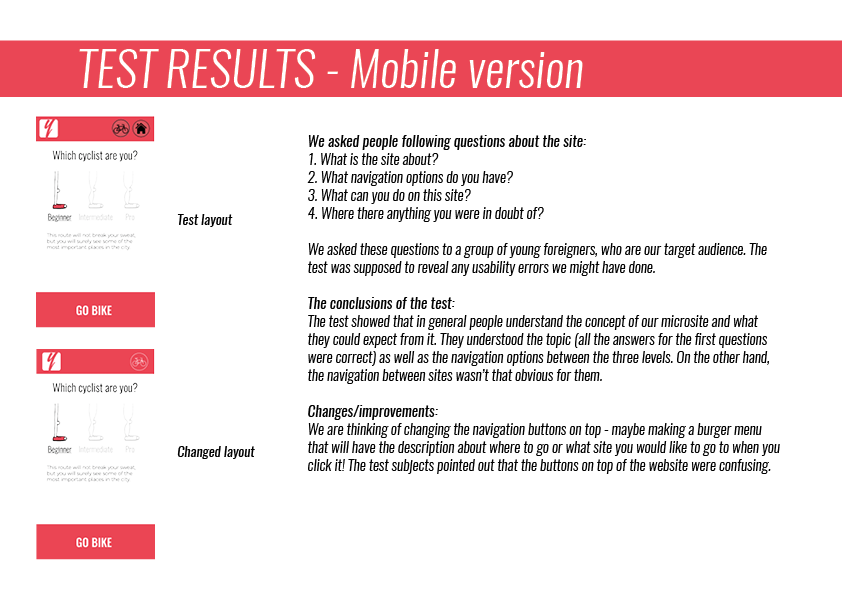 TEST RESULTS - Mobile version
Which cyclist are you?
Beginner Intermediate Pro
This route will not break your sweat,
but you will surely see some of the
most important places in the city.
GO BIKE
Test layout
Which cyclist are you?
Beginner Intermediate Pro
This route will not break your sweat,
but you will surely see some of the
most important places in the city.
GO BIKE
Changed layout
We asked people following questions about the site:
1. What is the site about?
2. What navigation options do you have?
3. What can you do on this site?
4. Where there anything you were in doubt of?
We asked these questions to a group of young foreigners, who are our target audience. The
test was supposed to reveal any usability errors we might have done.
The conclusions of the test:
The test showed that in general people understand the concept of our microsite and what
they could expect from it. They understood the topic (all the answers for the first questions
were correct) as well as the navigation options between the three levels. On the other hand,
the navigation between sites wasn't that obvious for them.
Changes/improvements:
We are thinking of changing the navigation buttons on top - maybe making a burger menu
that will have the description about where to go or what site you would like to go to when you
click it! The test subjects pointed out that the buttons on top of the website were confusing.